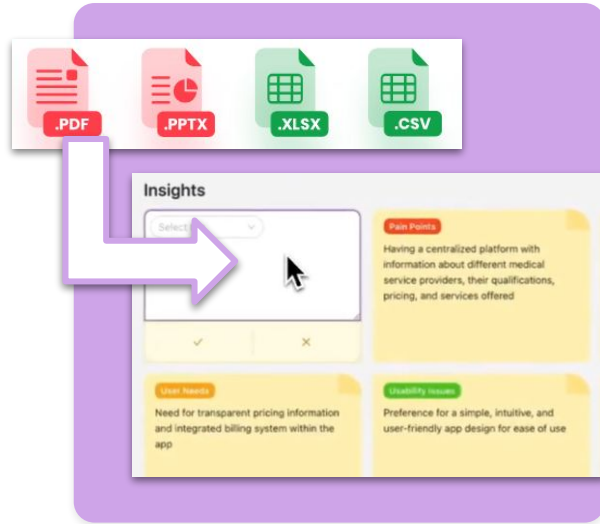 .PDF
.PPTX
.XLSX
.CSV
Insights
Select
Pain Points
Having a centralized platform with
information about different medical
service providers, their qualifications,
pricing, and services offered
User Needs
Need for transparent pricing information
and integrated billing system within the
app
Usability Issues
Preference for a simple, intuitive, and
user-friendly app design for ease of use